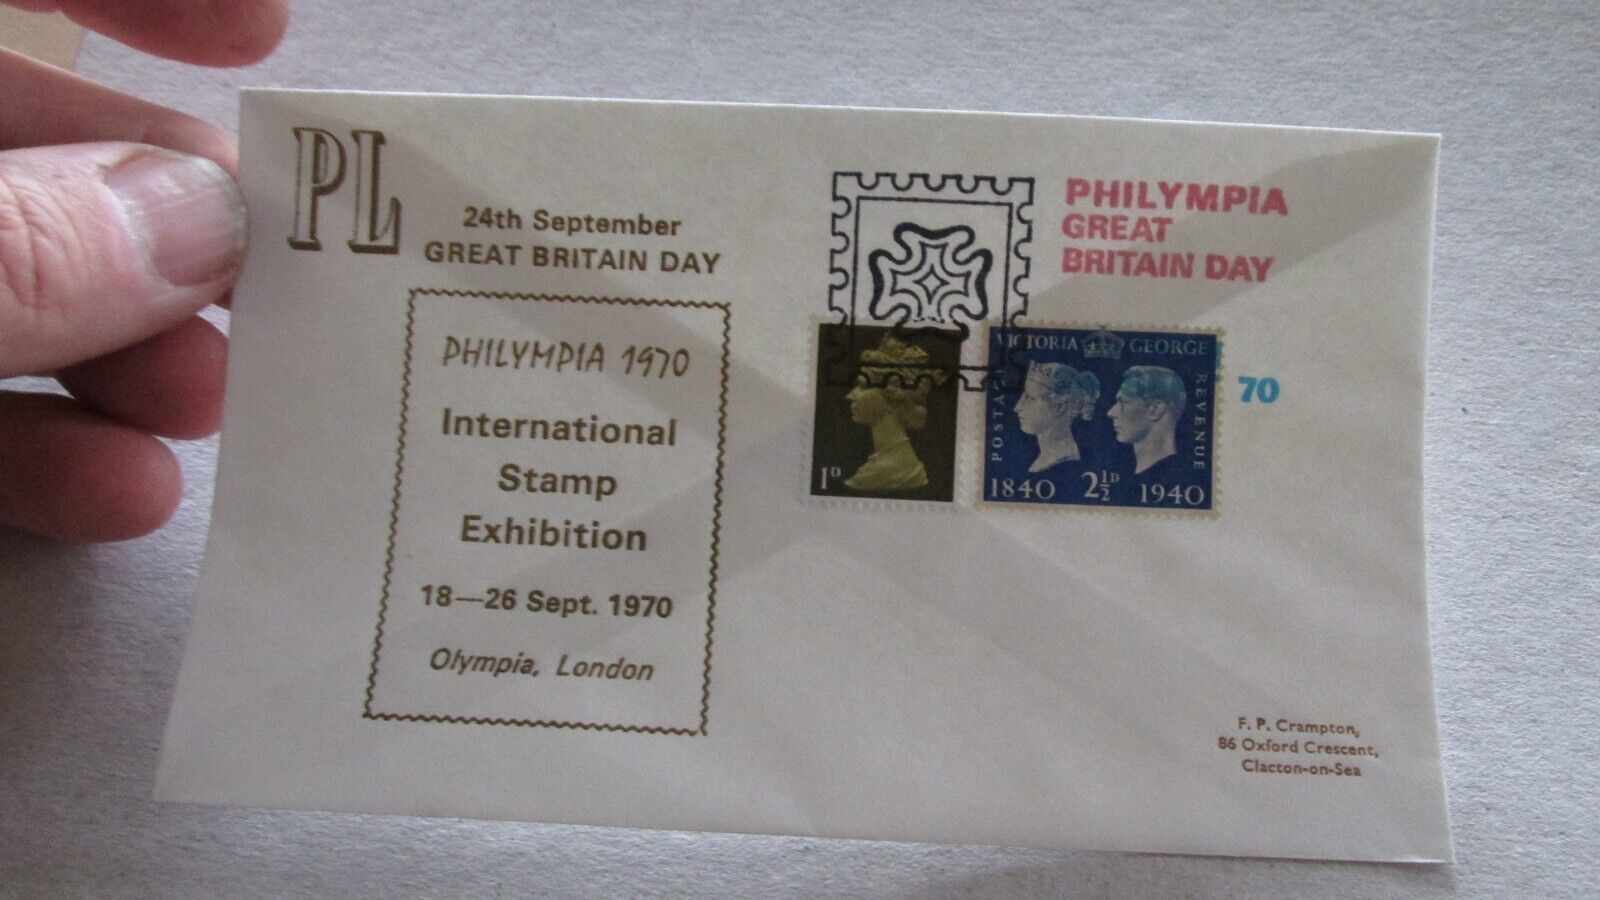 PL
24th September
GREAT BRITAIN DAY
PHILYMPIA 1970
International
Stamp
Exhibition
18—26 Sept. 1970
Olympia, London
PHILYMPIA
GREAT
BRITAIN DAY
70
1D
VICTORIA GEORGE
POSTAGE
REVENUE
1840 2½D 1940
F. P. Crampton,
86 Oxford Crescent,
Clacton-on-Sea